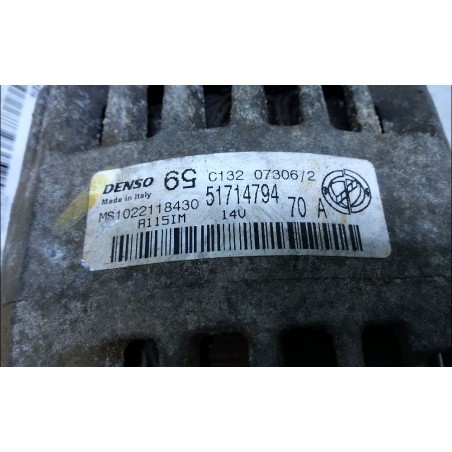 DENSO 59 C132 07306/2
Made in Italy 51714794
MS1022118430 14V 70 A
A115IM